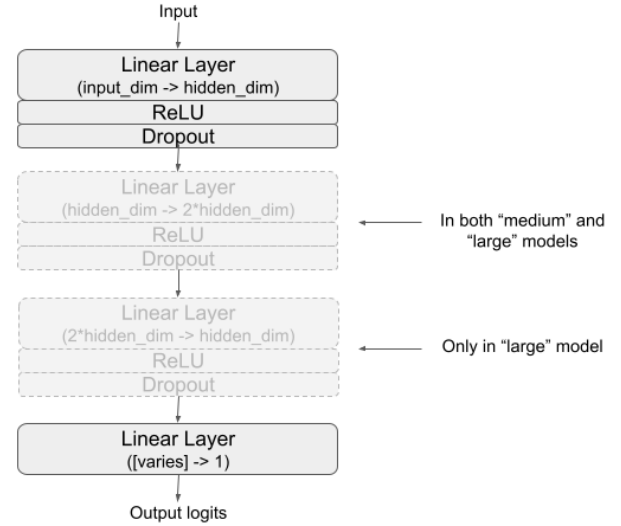 Input
Linear Layer
(input_dim -> hidden_dim)
ReLU
Dropout
Linear Layer
(hidden_dim -> 2*hidden_dim)
ReLU
Dropout
In both “medium” and
“large” models
Linear Layer
(2*hidden_dim -> hidden_dim)
ReLU
Dropout
Only in “large” model
Linear Layer
([varies] -> 1)
Output logits